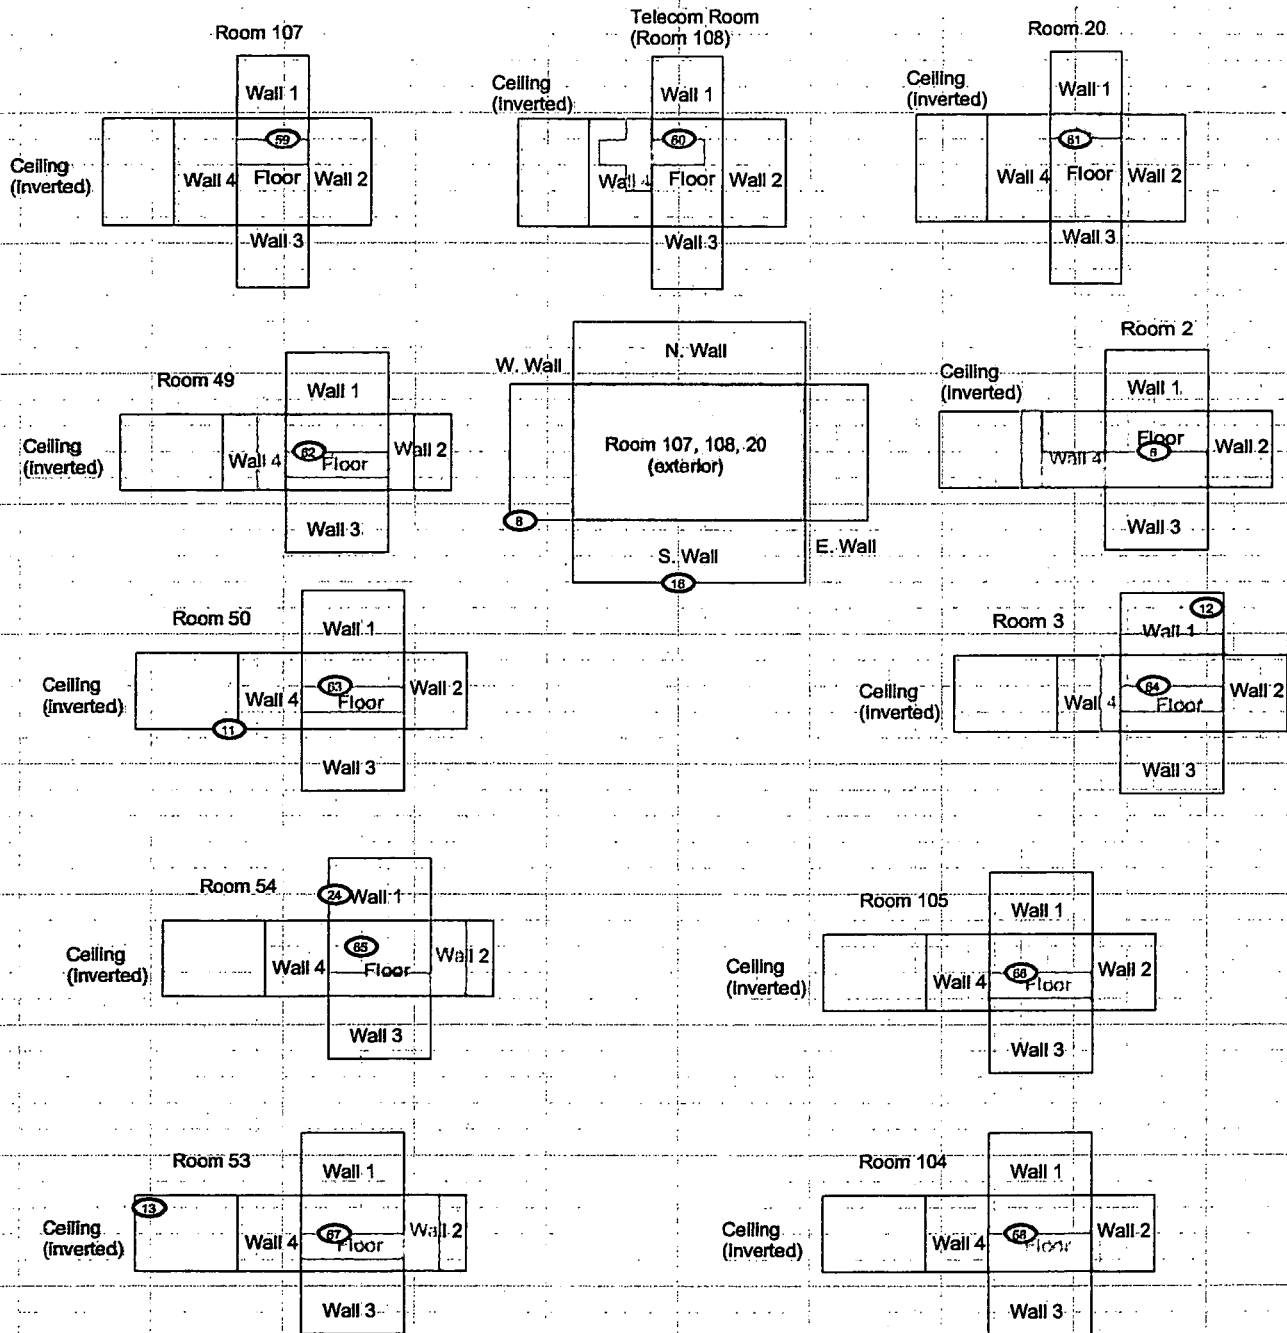 Room 107
Wall 1
59
Ceiling
(inverted)
Wall 4
Floor
Wall 2
Wall 3
Telecom Room
(Room 108)
Ceiling
(inverted)
Wall 1
60
Wall 4
Floor
Wall 2
Wall 3
Room 20
Ceiling
(inverted)
Wall 1
61
Wall 4
Floor
Wall 2
Wall 3
Room 49
Wall 1
Ceiling
(inverted)
Wall 4
62
Floor
Wall 2
Wall 3
W. Wall
N. Wall
Room 107, 108, 20
(exterior)
8
S. Wall
E. Wall
18
Room 2
Ceiling
(inverted)
Wall 1
Floor
6
Wall 4
Wall 2
Wall 3
Room 50
Wall 1
Ceiling
(inverted)
Wall 4
63
Floor
Wall 2
11
Wall 3
Room 3
12
Wall 1
Ceiling
(inverted)
Wall 4
64
Floor
Wall 2
Wall 3
Room 54
24
Wall 1
Ceiling
(inverted)
Wall 4
65
Floor
Wall 2
Wall 3
Room 105
Wall 1
Ceiling
(inverted)
Wall 4
66
Floor
Wall 2
Wall 3
Room 53
Wall 1
13
Ceiling
(inverted)
Wall 4
67
Floor
Wall 2
Wall 3
Room 104
Wall 1
Ceiling
(inverted)
Wall 4
68
Floor
Wall 2
Wall 3